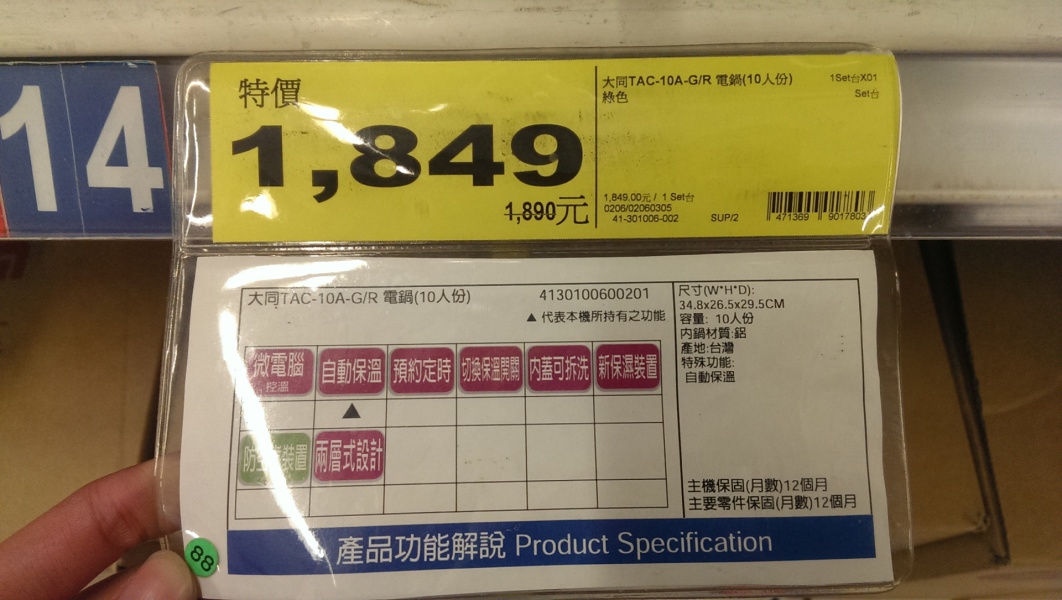 14
特價
1,849
1,890元
大同TAC-10A-G/R 電鍋(10人份)
綠色
1Set台X01
Set台
1,849.00元 / 1 Set台
0206/02060305
41-301006-002 SUP/2
471369 9017803
大同TAC-10A-G/R 電鍋(10人份) 4130100600201
▲ 代表本機所持有之功能
微電腦 自動保溫 預約定時 切換保溫開關 內蓋可拆洗 新保濕裝置
控溫
▲
防空裝置 兩層式設計
尺寸(W*H*D):
34.8x26.5x29.5CM
容量: 10人份
內鍋材質:鋁
產地:台灣
特殊功能:
自動保溫
主機保固(月數)12個月
主要零件保固(月數)12個月
產品功能解說 Product Specification
88